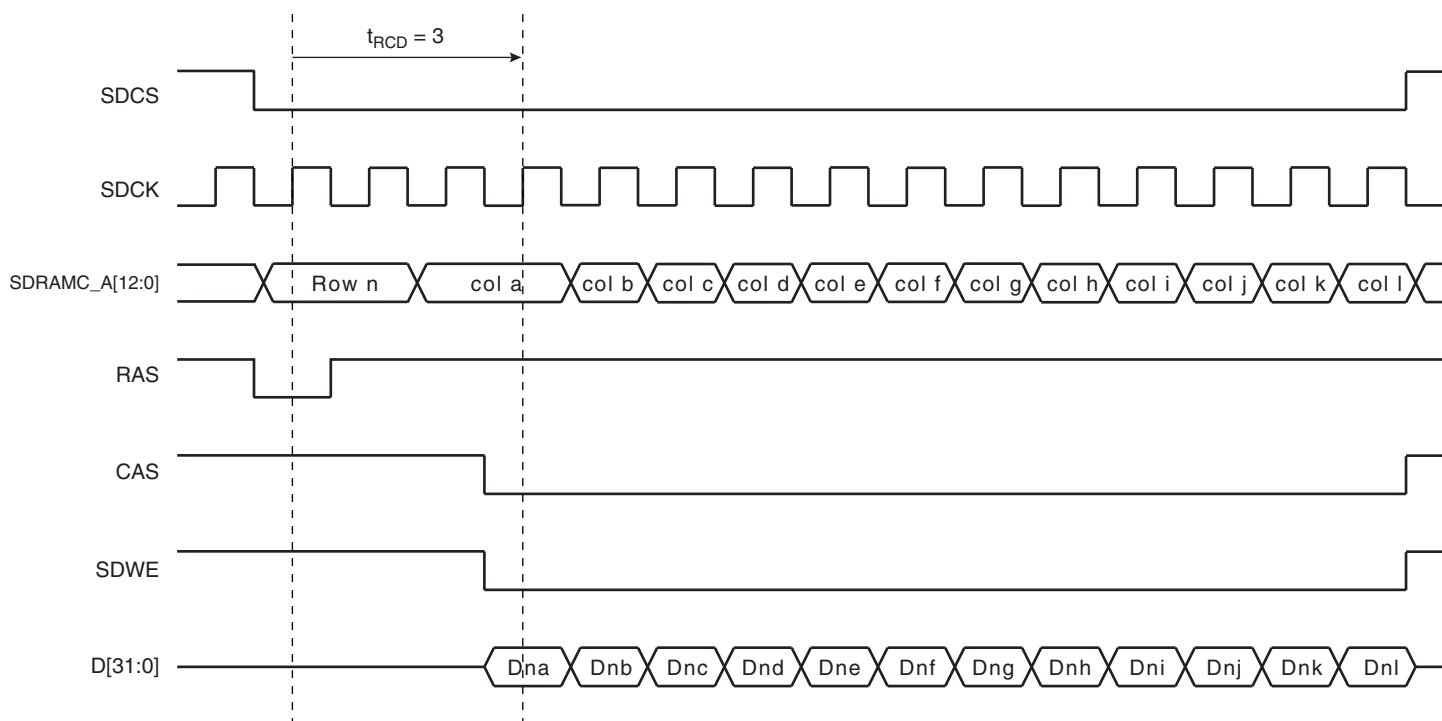 tRCD = 3
SDCS
SDCK
SDRAMC_A[12:0] Row n col a col b col c col d col e col f col g col h col i col j col k col l
RAS
CAS
SDWE
D[31:0] Dna Dnb Dnc Dnd Dne Dnf Dng Dnh Dni Dnj Dnk Dnl